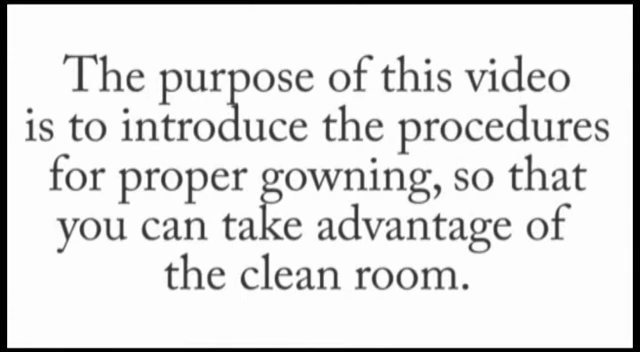 The purpose of this video
is to introduce the procedures
for proper gowning, so that
you can take advantage of
the clean room.